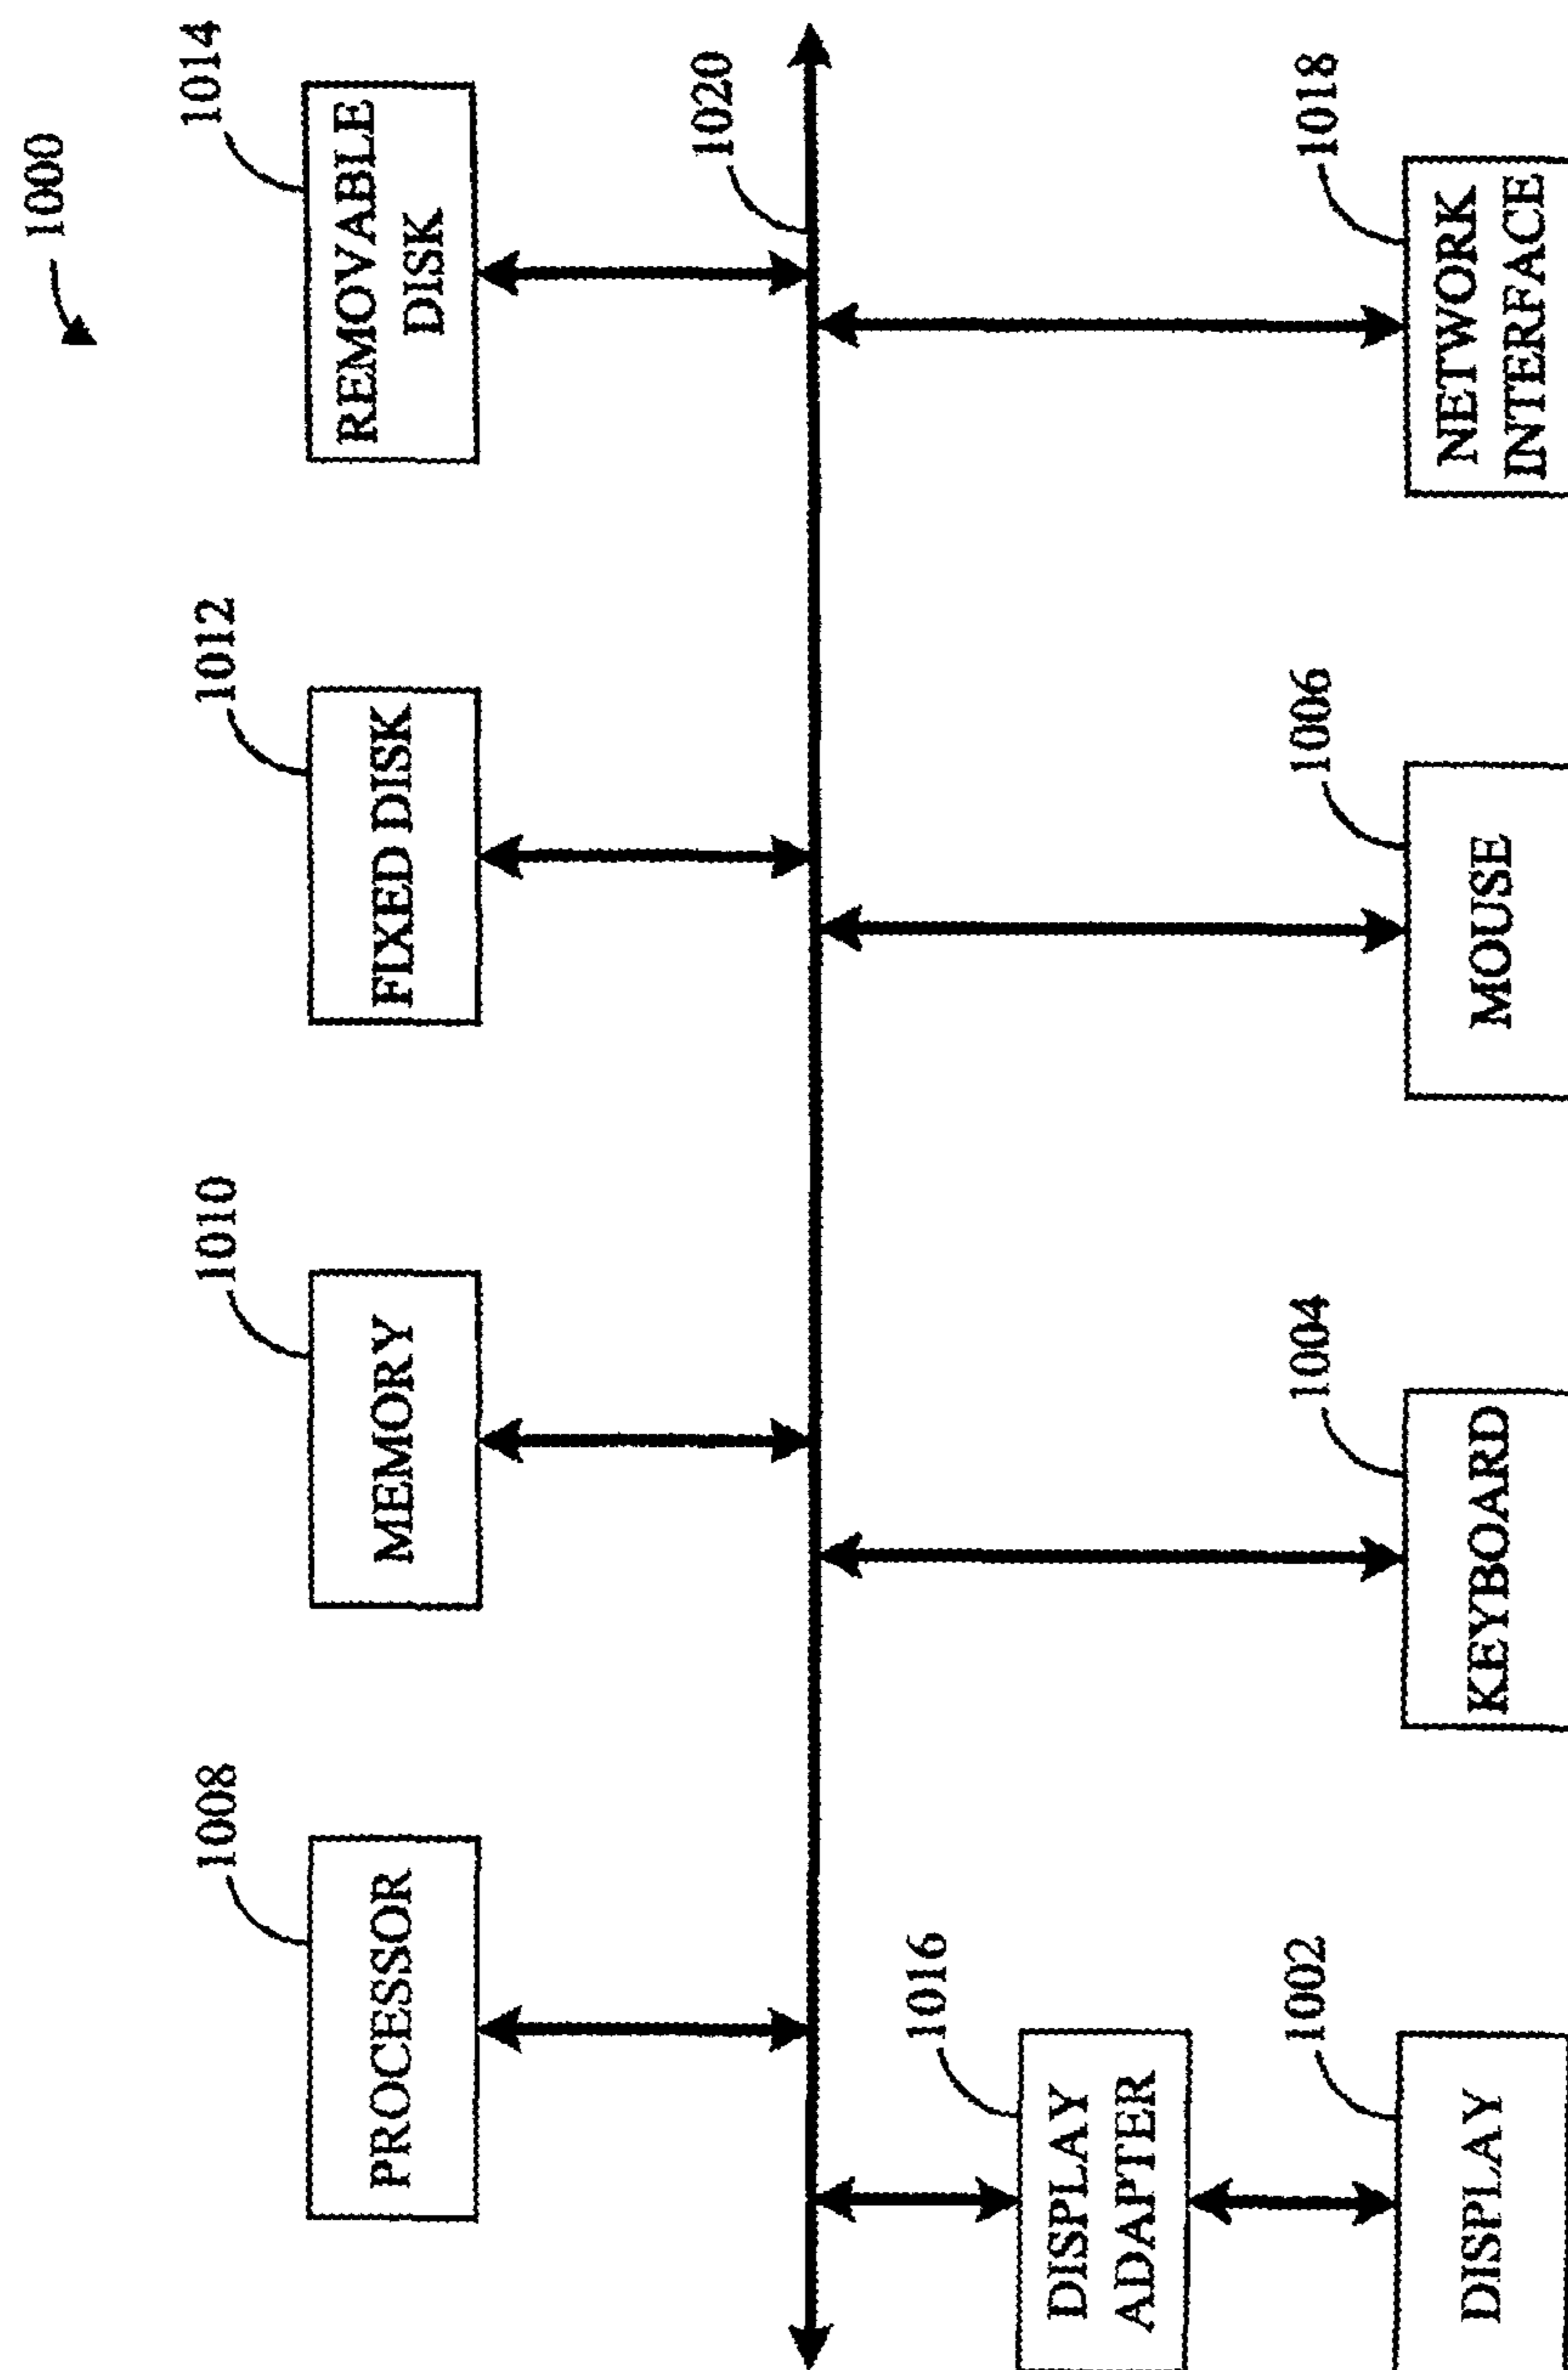 1000
1008
1010
1012
1014
PROCESSOR
MEMORY
FIXED DISK
REMOVABLE
DISK
1020
1016
DISPLAY
ADAPTER
1002
1004
1006
1018
DISPLAY
KEYBOARD
MOUSE
NETWORK
INTERFACE